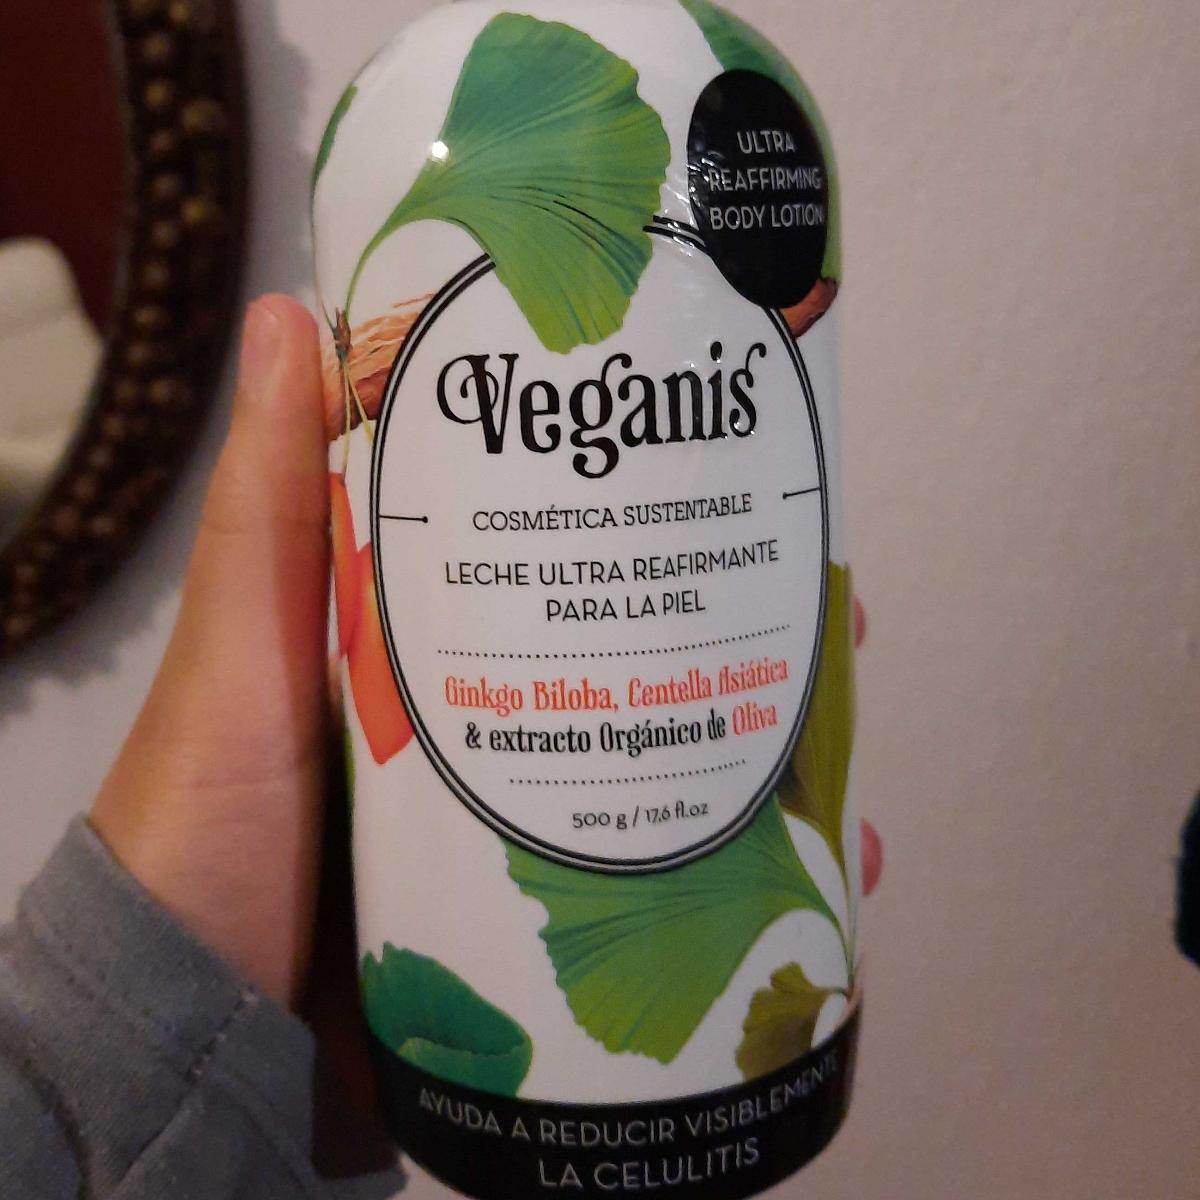 ULTRA
REAFFIRMING
BODY LOTION
Veganis
COSMÉTICA SUSTENTABLE
LECHE ULTRA REAFIRMANTE
PARA LA PIEL
Ginkgo Biloba, Centella Asiática
& extracto Orgánico de Oliva
500 g / 17,6 fl.oz
AYUDA A REDUCIR VISIBLEMENTE
LA CELULITIS